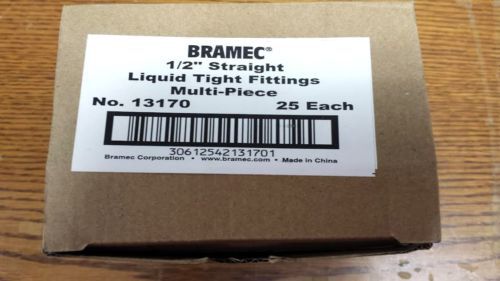 BRAMEC®
1/2" Straight
Liquid Tight Fittings
Multi-Piece
No. 13170 25 Each
30612542131701
Bramec Corporation • www.bramec.com • Made in China